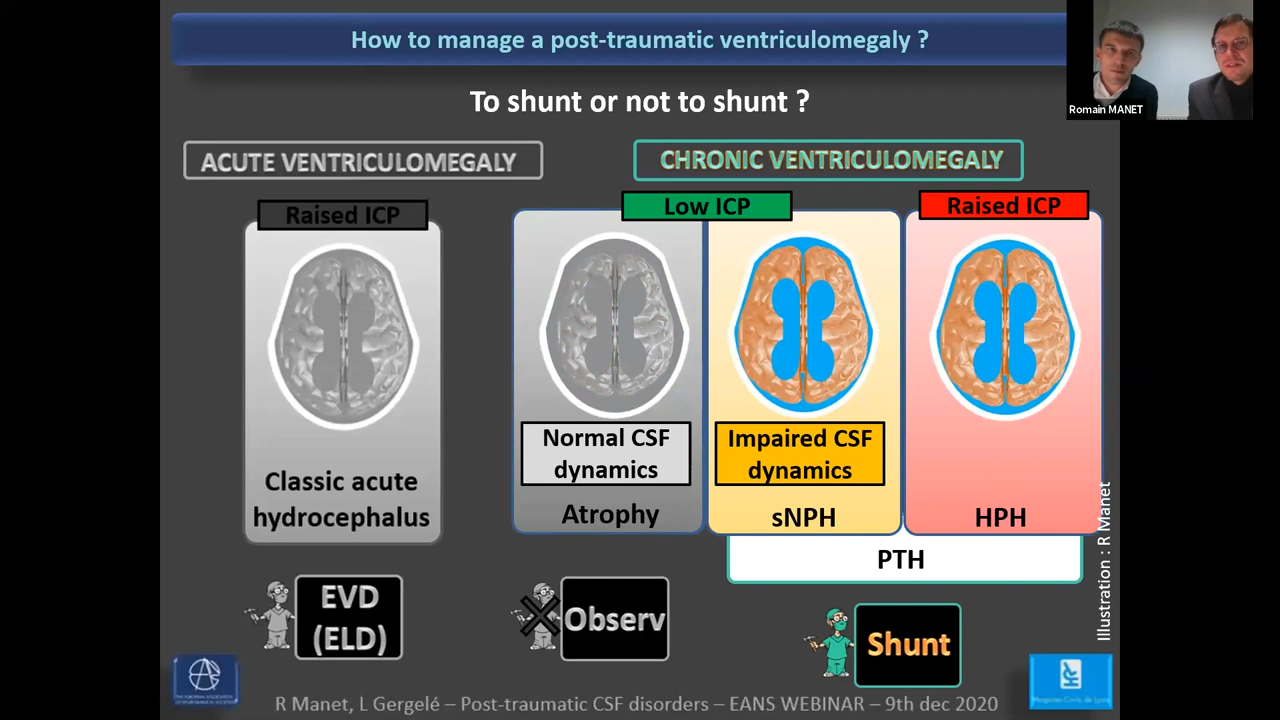 How to manage a post-traumatic ventriculomegaly ?
Romain MANET
To shunt or not to shunt ?
ACUTE VENTRICULOMEGALY
CHRONIC VENTRICULOMEGALY
Raised ICP
Low ICP
Raised ICP
Normal CSF
dynamics
Impaired CSF
dynamics
Classic acute
hydrocephalus
Atrophy
sNPH
HPH
PTH
EVD
(ELD)
Observ
Shunt
Illustration : R Manet
R Manet, L Gergelé – Post-traumatic CSF disorders – EANS WEBINAR – 9th dec 2020